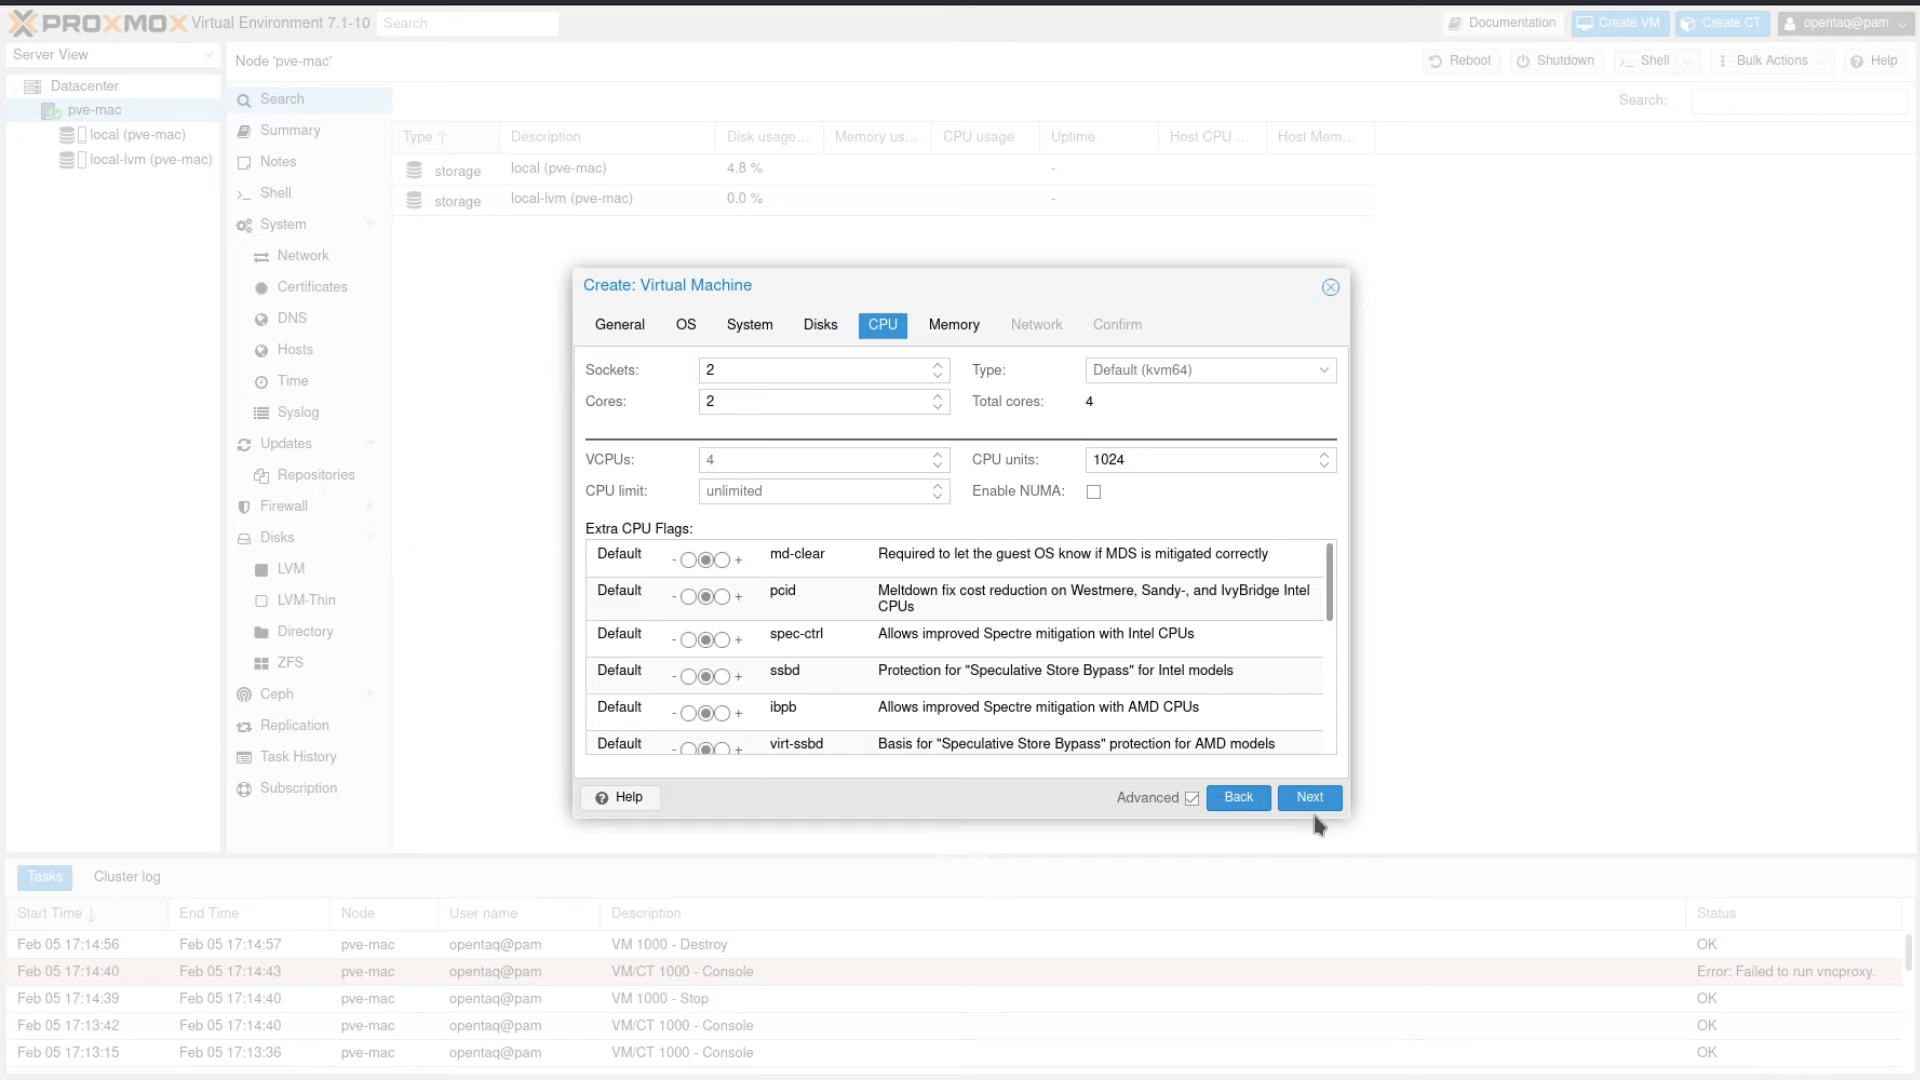 PROXMOX Virtual Environment 7.1-10 Search Documentation Create VM Create CT opentaq@pam
Server View
Node 'pve-mac' Reboot Shutdown >_ Shell Bulk Actions Help
Datacenter
pve-mac
local (pve-mac)
local-lvm (pve-mac)
Search
Summary
Notes
Shell
System
Network
Certificates
DNS
Hosts
Time
Syslog
Updates
Repositories
Firewall
Disks
LVM
LVM-Thin
Directory
ZFS
Ceph
Replication
Task History
Subscription
Search:
Type Description Disk usage... Memory us... CPU usage Uptime Host CPU ... Host Mem...
storage local (pve-mac) 4.8 % -
storage local-lvm (pve-mac) 0.0 % -
Create: Virtual Machine
General OS System Disks CPU Memory Network Confirm
Sockets: 2 Type: Default (kvm64)
Cores: 2 Total cores: 4
VCPUs: 4 CPU units: 1024
CPU limit: unlimited Enable NUMA:
Extra CPU Flags:
Default - + md-clear Required to let the guest OS know if MDS is mitigated correctly
Default - + pcid Meltdown fix cost reduction on Westmere, Sandy-, and IvyBridge Intel
CPUs
Default - + spec-ctrl Allows improved Spectre mitigation with Intel CPUs
Default - + ssbd Protection for "Speculative Store Bypass" for Intel models
Default - + ibpb Allows improved Spectre mitigation with AMD CPUs
Default - + virt-ssbd Basis for "Speculative Store Bypass" protection for AMD models
Help Advanced Back Next
Tasks Cluster log
Start Time End Time Node User name Description Status
Feb 05 17:14:56 Feb 05 17:14:57 pve-mac opentaq@pam VM 1000 - Destroy OK
Feb 05 17:14:40 Feb 05 17:14:43 pve-mac opentaq@pam VM/CT 1000 - Console Error: Failed to run vncproxy.
Feb 05 17:14:39 Feb 05 17:14:40 pve-mac opentaq@pam VM 1000 - Stop OK
Feb 05 17:13:42 Feb 05 17:14:40 pve-mac opentaq@pam VM/CT 1000 - Console OK
Feb 05 17:13:15 Feb 05 17:13:36 pve-mac opentaq@pam VM/CT 1000 - Console OK